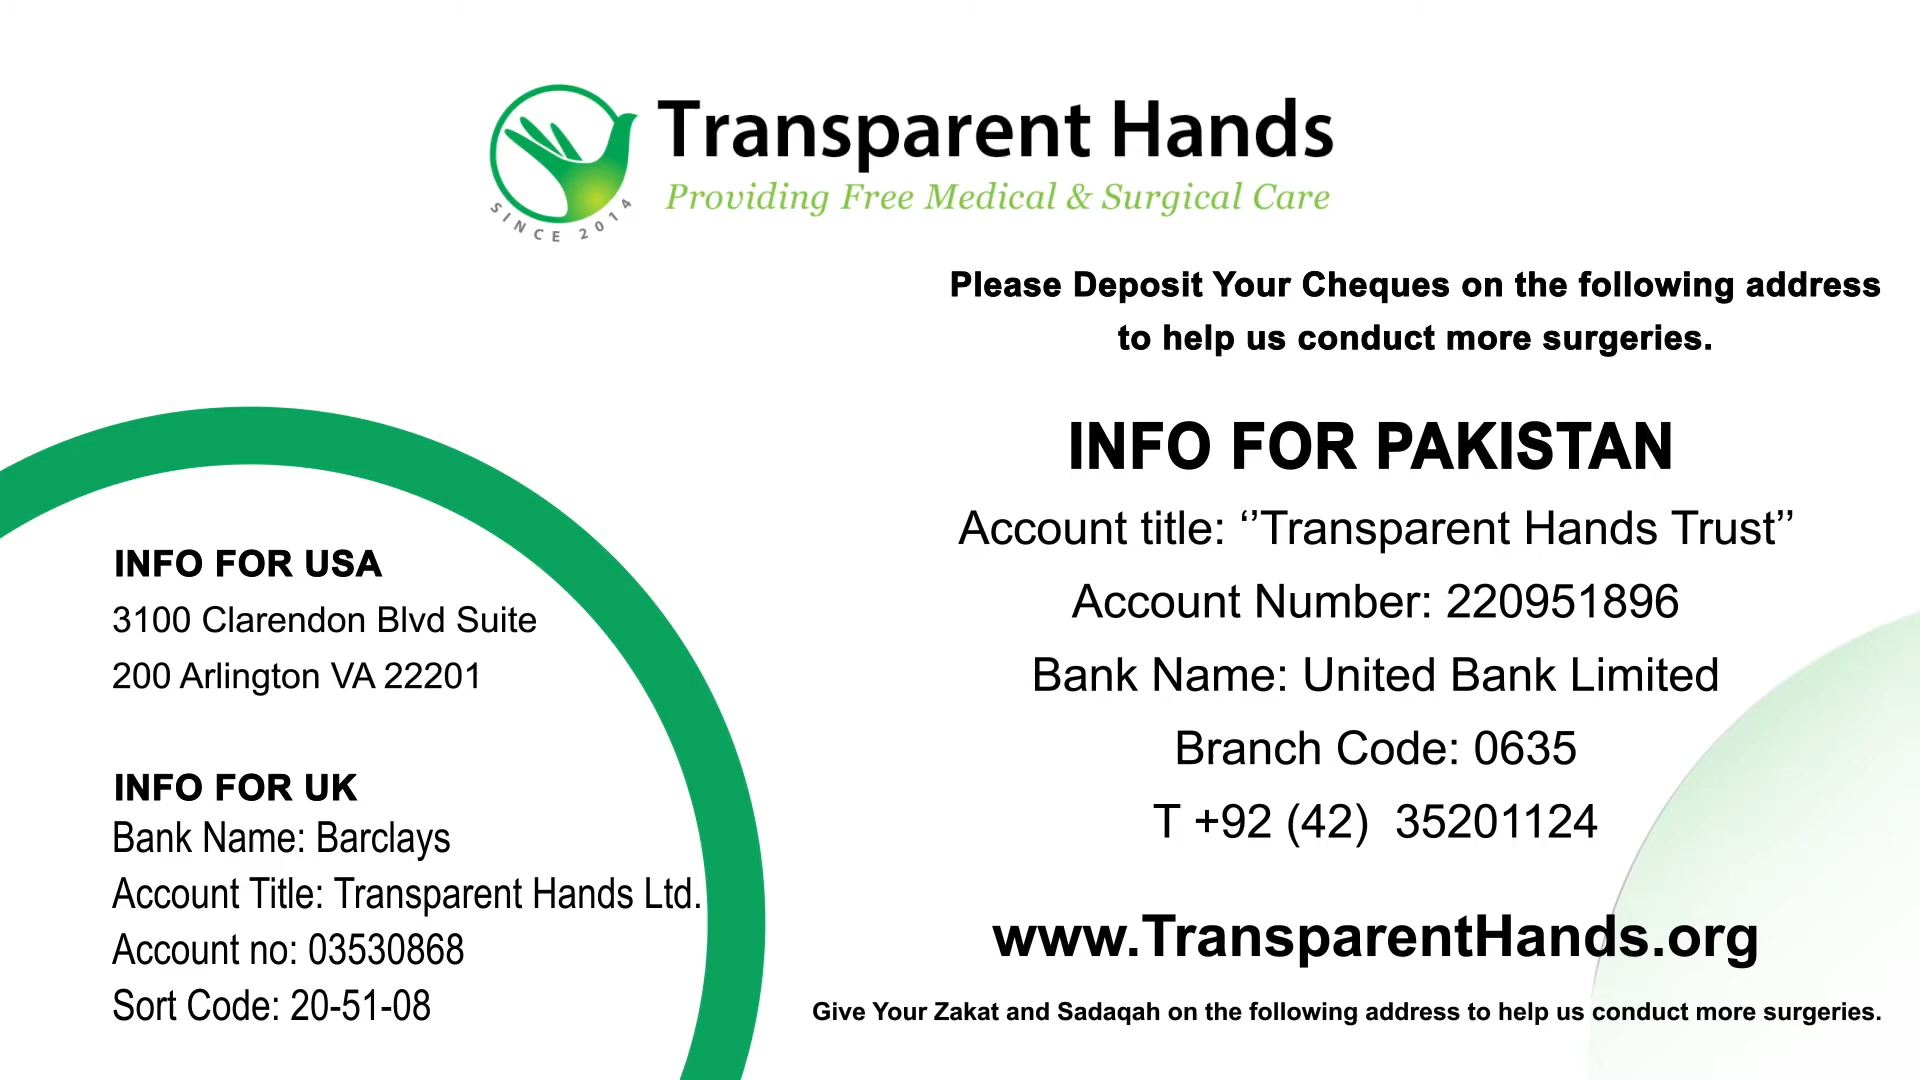 Transparent Hands
Providing Free Medical & Surgical Care
SINCE 2014
Please Deposit Your Cheques on the following address
to help us conduct more surgeries.
INFO FOR PAKISTAN
Account title: ‘’Transparent Hands Trust’’
Account Number: 220951896
Bank Name: United Bank Limited
Branch Code: 0635
T +92 (42)  35201124
www.TransparentHands.org
Give Your Zakat and Sadaqah on the following address to help us conduct more surgeries.
INFO FOR USA
3100 Clarendon Blvd Suite
200 Arlington VA 22201
INFO FOR UK
Bank Name: Barclays
Account Title: Transparent Hands Ltd.
Account no: 03530868
Sort Code: 20-51-08